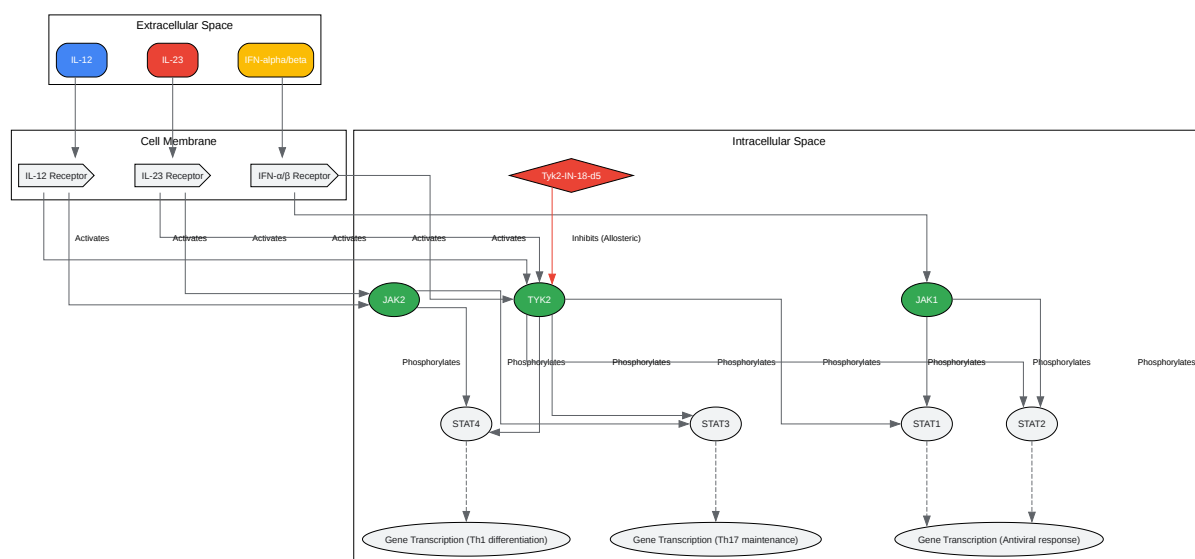 Extracellular Space
IL-12
IL-23
IFN-alpha/beta
Cell Membrane
Intracellular Space
IL-12 Receptor
IL-23 Receptor
IFN-α/β Receptor
Tyk2-IN-18-d5
Activates
Activates
Activates
Activates
Activates
Activates
Inhibits (Allosteric)
JAK2
TYK2
JAK1
Phosphorylates
Phosphorylates
Phosphorylates
Phosphorylates
Phosphorylates
Phosphorylates
Phosphorylates
Phosphorylates
STAT4
STAT3
STAT1
STAT2
Gene Transcription (Th1 differentiation)
Gene Transcription (Th17 maintenance)
Gene Transcription (Antiviral response)